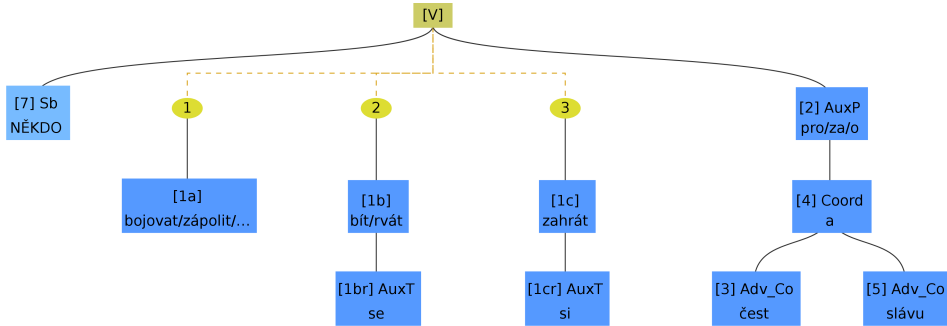 [V]
[7] Sb
NĚKDO
1
2
3
[2] AuxP
pro/za/o
[1a]
bojovat/zápolit/...
[1b]
bít/rvát
[1c]
zahrát
[4] Coord
a
[1br] AuxT
se
[1cr] AuxT
si
[3] Adv_Co
čest
[5] Adv_Co
slávu